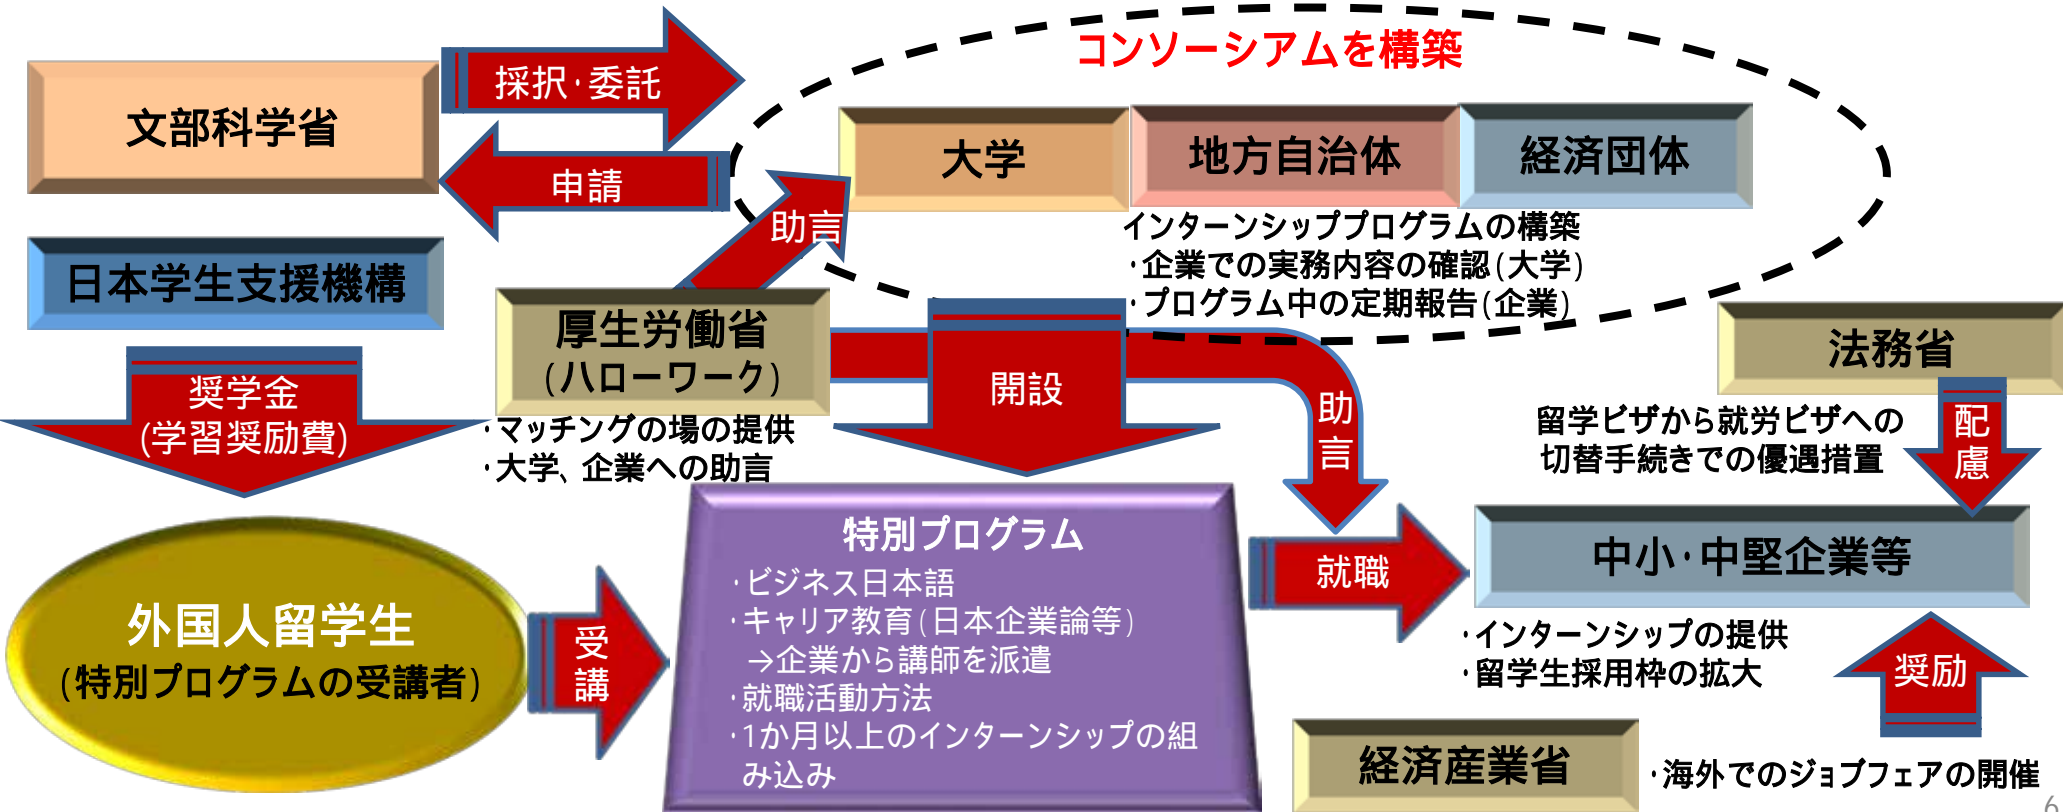 コンソーシアムを構築
採択・委託
文部科学省
申請
大学
地方自治体
経済団体
助言
インターンシッププログラムの構築
・企業での実務内容の確認(大学)
・プログラム中の定期報告(企業)
日本学生支援機構
厚生労働省
(ハローワーク)
・マッチングの場の提供
・大学、企業への助言
開設
助言
法務省
留学ビザから就労ビザへの
切替手続きでの優遇措置
配慮
奨学金
(学習奨励費)
外国人留学生
(特別プログラムの受講者)
受講
特別プログラム
・ビジネス日本語
・キャリア教育(日本企業論等)
→企業から講師を派遣
・就職活動方法
・1か月以上のインターンシップの組
み込み
就職
中小・中堅企業等
・インターンシップの提供
・留学生採用枠の拡大
奨励
経済産業省
・海外でのジョブフェアの開催
6